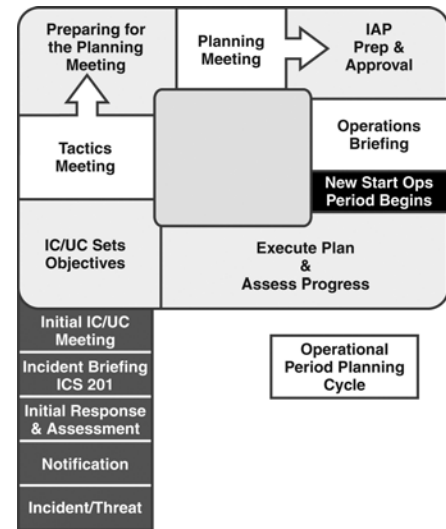 Preparing for
the Planning
Meeting
Planning
Meeting
IAP
Prep &
Approval
Tactics
Meeting
Operations
Briefing
New Start Ops
Period Begins
IC/UC Sets
Objectives
Execute Plan
&
Assess Progress
Initial IC/UC
Meeting
Incident Briefing
ICS 201
Initial Response
& Assessment
Notification
Incident/Threat
Operational
Period Planning
Cycle